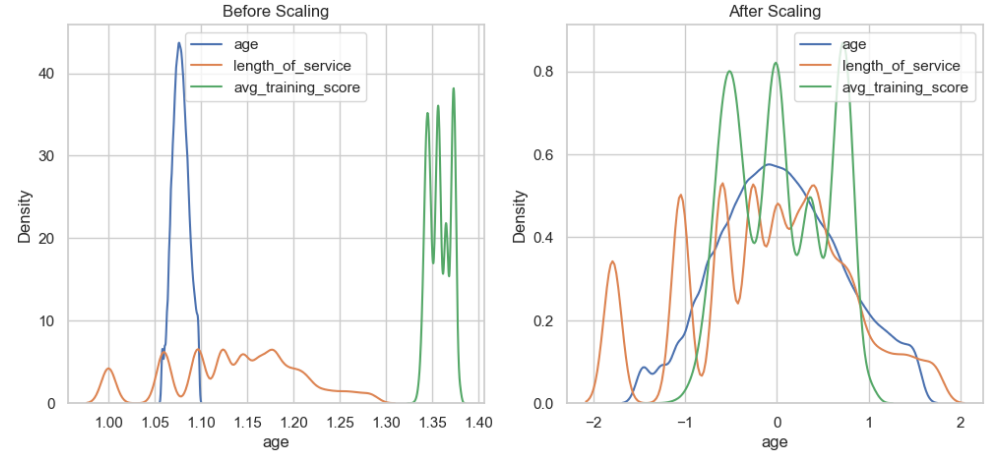 Before Scaling
age
length_of_service
avg_training_score
Density
40
30
20
10
0
1.00
1.05
1.10
1.15
1.20
1.25
1.30
1.35
1.40
age
After Scaling
age
length_of_service
avg_training_score
Density
0.8
0.6
0.4
0.2
0.0
−2
−1
0
1
2
age